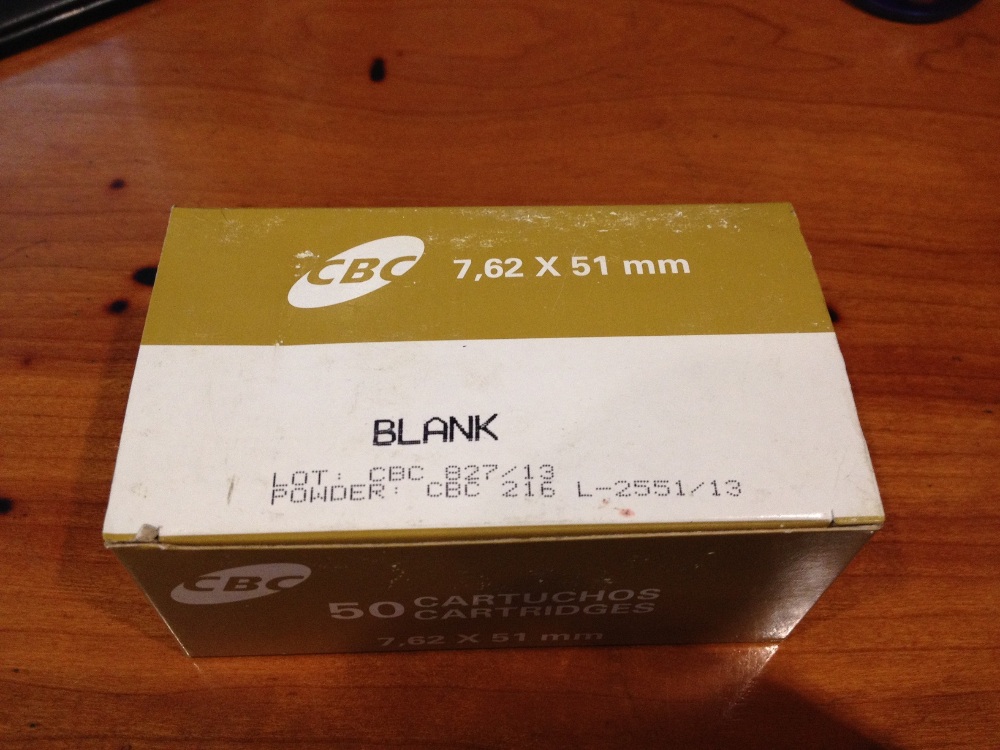 CBC 7,62 X 51 mm
BLANK
LOT: CBC 827/13
POWDER: CBC 216 L-2551/13
CBC
50 CARTUCHOS
CARTRIDGES
7,62 X 51 mm